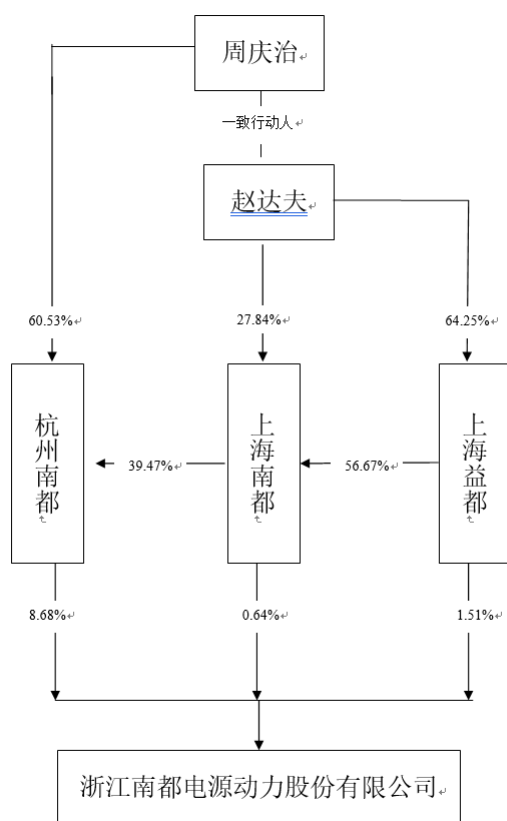 周庆治
一致行动人
赵达夫
60.53%
27.84%
64.25%
杭州南都
上海南都
上海益都
39.47%
56.67%
8.68%
0.64%
1.51%
浙江南都电源动力股份有限公司